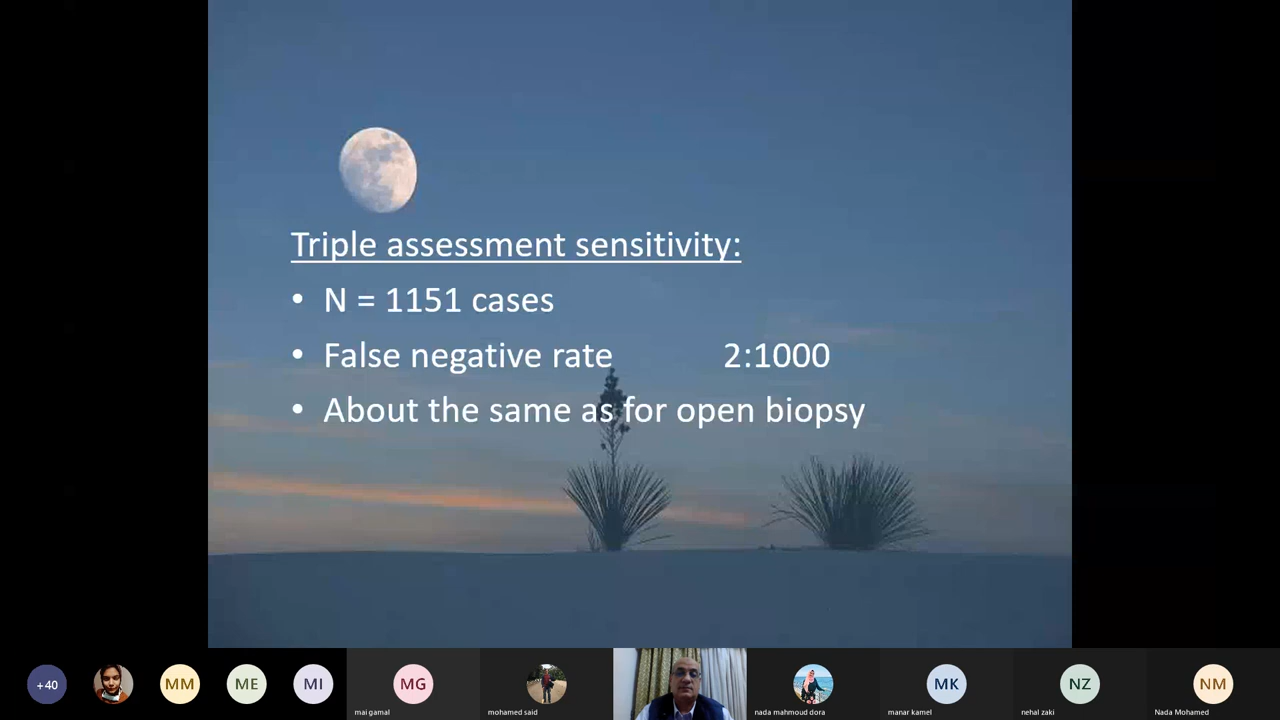 Triple assessment sensitivity:
• N = 1151 cases
• False negative rate 2:1000
• About the same as for open biopsy
+40
MM
ME
MI
MG
MK
NZ
NM
mai gamal
mohamed said
nada mahmoud dora
manar kamel
nehal zaki
Nada Mohamed